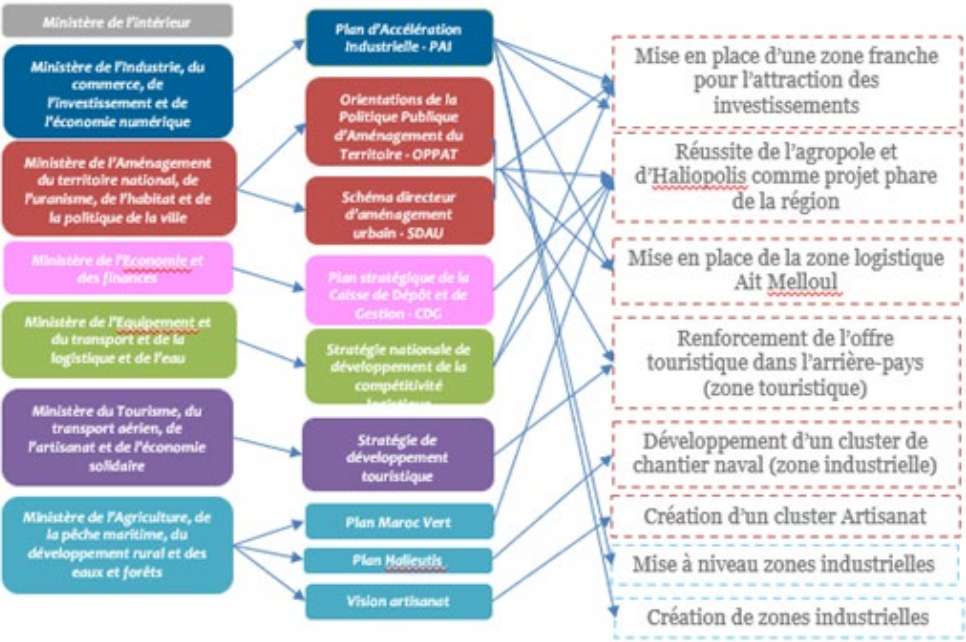 Ministère de l'intérieur
Ministère de l'Industrie, du
commerce, de
l'investissement et de
l'économie numérique
Ministère de l'Aménagement
du territoire national, de
l'uranisme, de l'habitat et de
la politique de la ville
Ministère de l'Economie et
des finances
Ministère de l'Equipement et
du transport et de la
logistique et de l'eau
Ministère du Tourisme, du
transport aérien, de
l'artisanat et de l'économie
solidaire
Ministère de l'Agriculture, de
la pêche maritime, du
développement rural et des
eaux et forêts
Plan d'Accélération
Industrielle - PAI
Orientations de la
Politique Publique
d'Aménagement du
Territoire - OPPAT
Schéma directeur
d'aménagement
urbain - SDAU
Plan stratégique de la
Caisse de Dépôt et de
Gestion - CDG
Stratégie nationale de
développement de la
compétitivité
logistique
Stratégie de
développement
touristique
Plan Maroc Vert
Plan Halieutis
Vision artisanat
Mise en place d'une zone franche
pour l'attraction des
investissements
Réussite de l'agropole et
d'Haliopolis comme projet phare
de la région
Mise en place de la zone logistique
Ait Melloul
Renforcement de l'offre
touristique dans l'arrière-pays
(zone touristique)
Développement d'un cluster de
chantier naval (zone industrielle)
Création d'un cluster Artisanat
Mise à niveau zones industrielles
Création de zones industrielles